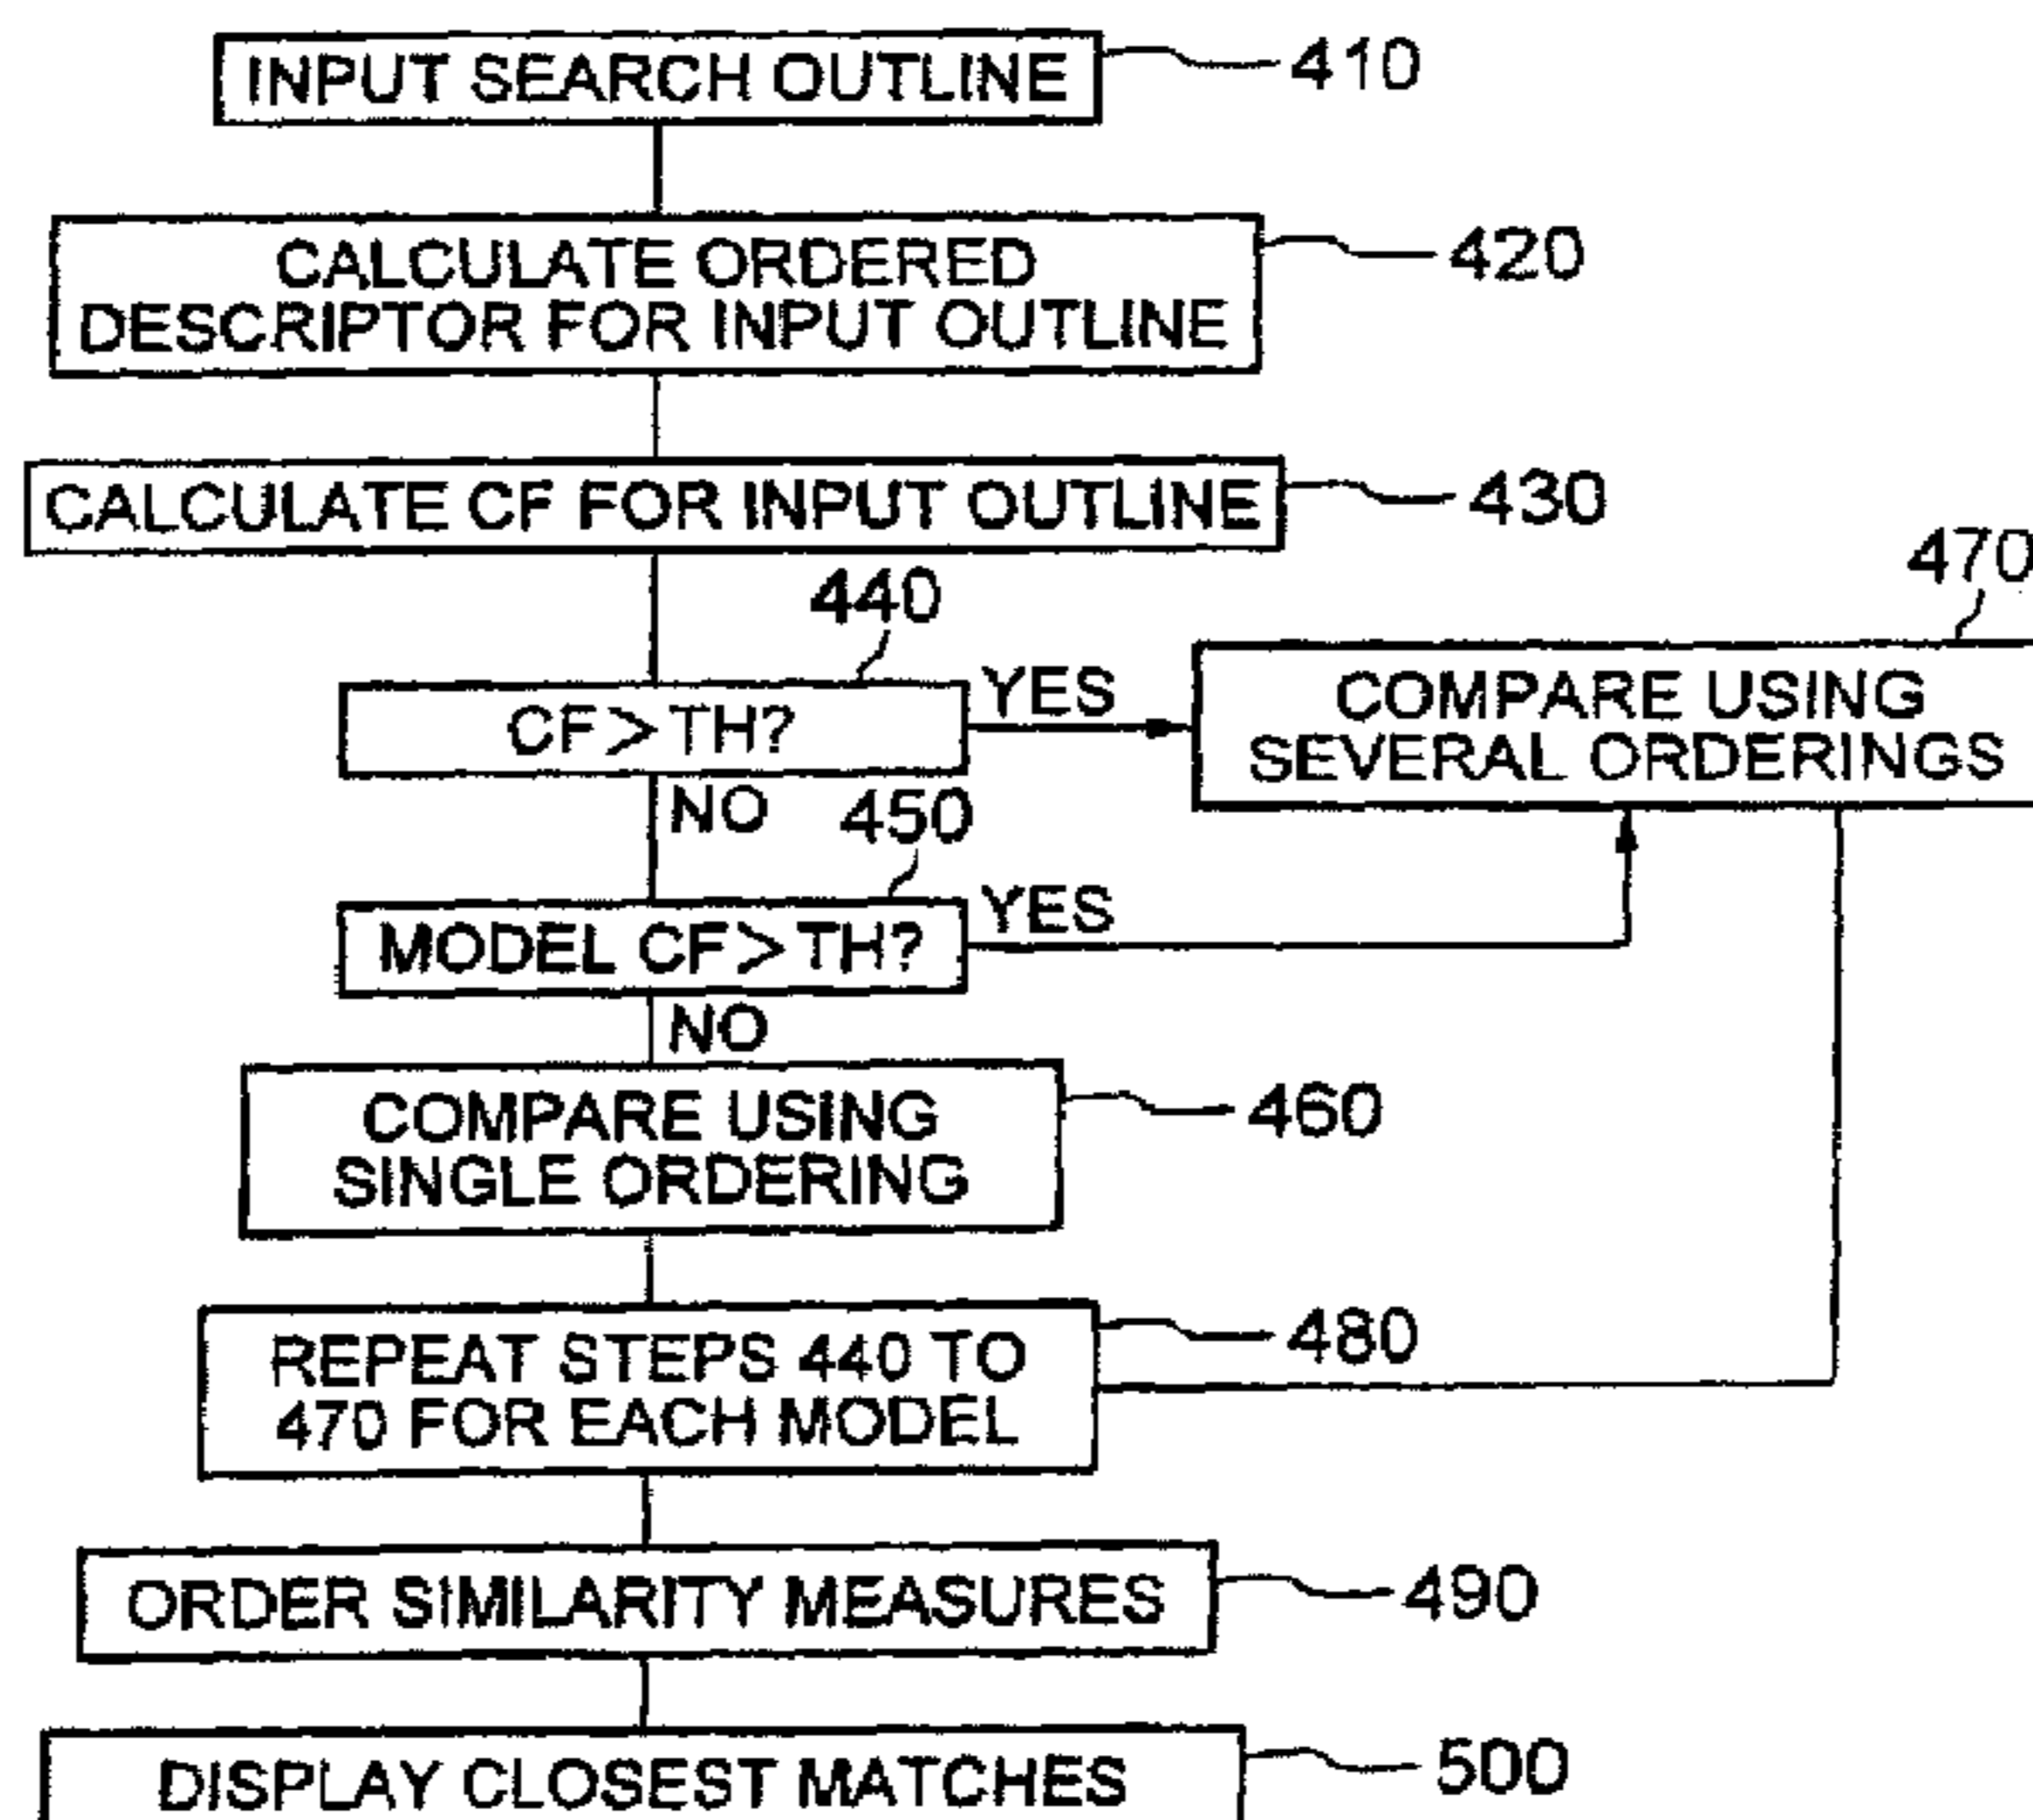 INPUT SEARCH OUTLINE
410
CALCULATE ORDERED
DESCRIPTOR FOR INPUT OUTLINE
420
CALCULATE CF FOR INPUT OUTLINE
430
440
CF>TH?
YES
NO
470
COMPARE USING
SEVERAL ORDERINGS
450
MODEL CF>TH?
YES
NO
COMPARE USING
SINGLE ORDERING
460
REPEAT STEPS 440 TO
470 FOR EACH MODEL
480
ORDER SIMILARITY MEASURES
490
DISPLAY CLOSEST MATCHES
500